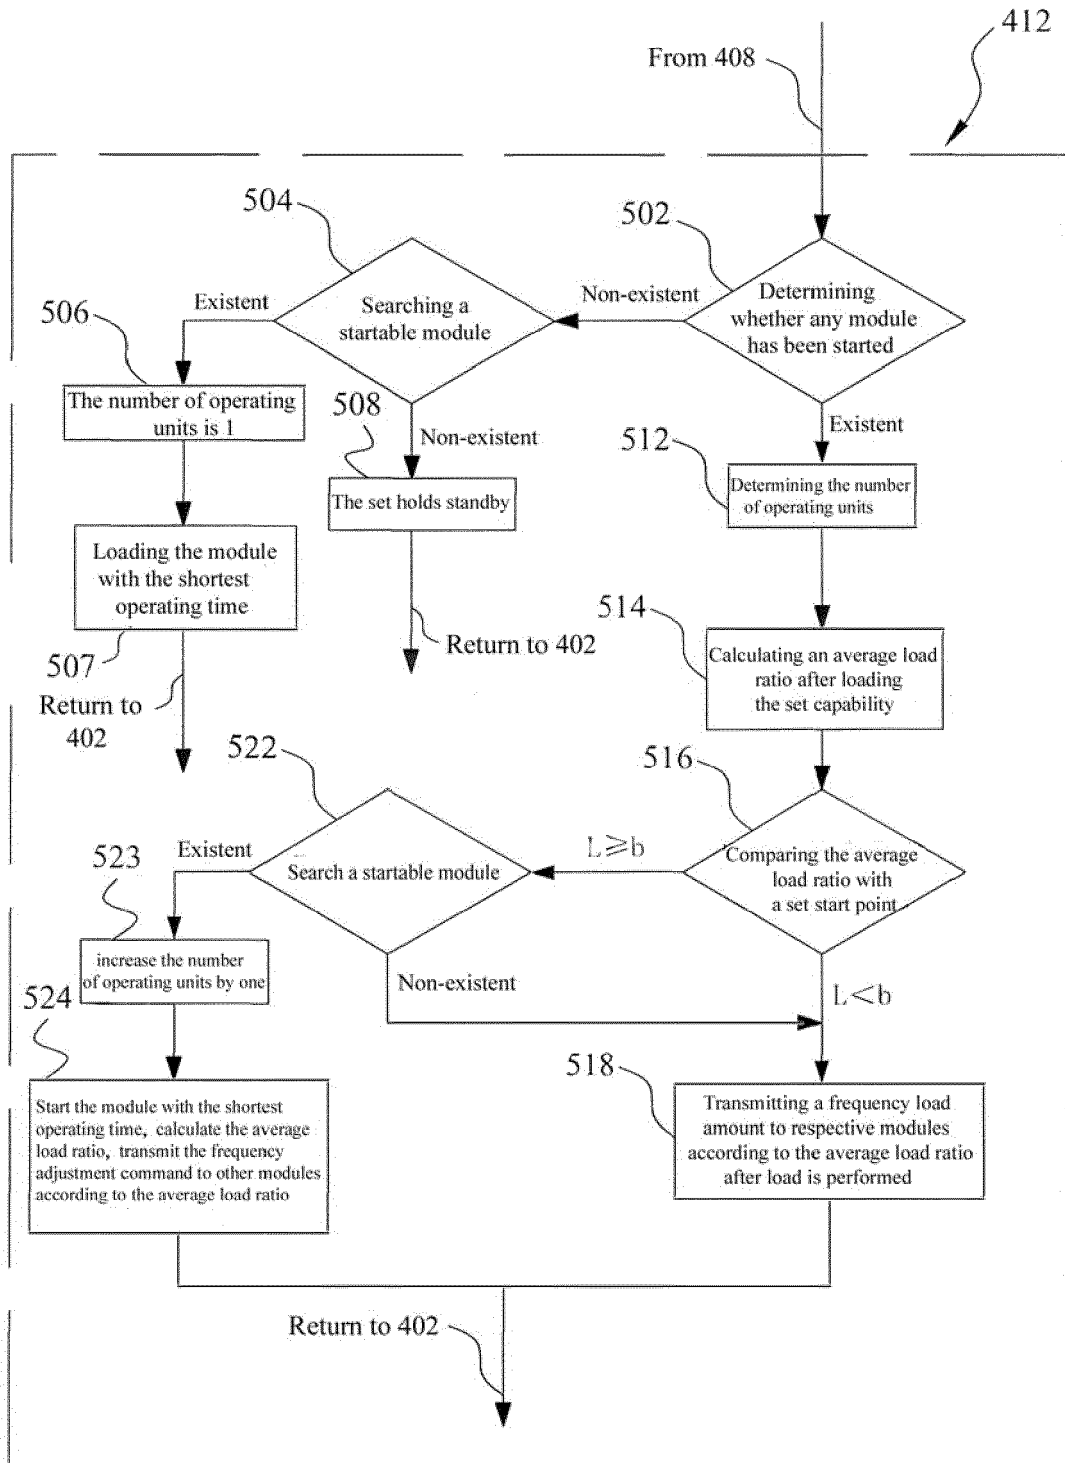 412
From 408
504
502
Determining
whether any module
has been started
Non-existent
Searching a
startable module
Existent
506
The number of operating
units is 1
508
Non-existent
Existent
512
The set holds standby
Determining the number
of operating units
Loading the module
with the shortest
operating time
507
Return to
402
Return to 402
514
Calculating an average load
ratio after loading
the set capability
522
516
Comparing the average
load ratio with
a set start point
L≥b
Search a startable module
Existent
523
increase the number
of operating units by one
Non-existent
L<b
524
518
Start the module with the shortest
operating time, calculate the average
load ratio, transmit the frequency
adjustment command to other modules
according to the average load ratio
Transmitting a frequency load
amount to respective modules
according to the average load ratio
after load is performed
Return to 402